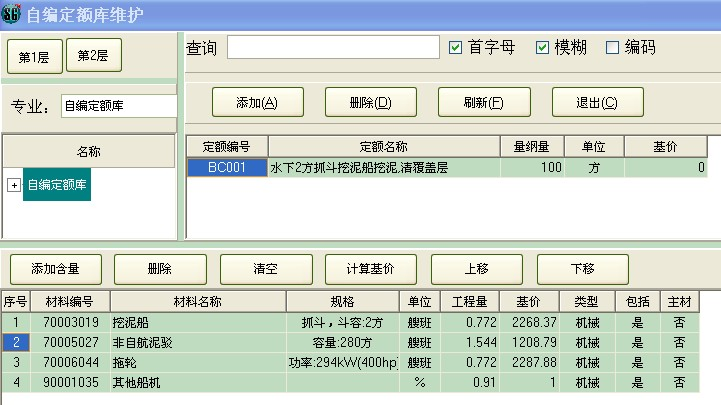 SG 自编定额库维护
第1层 第2层
查询 首字母 模糊 编码
专业: 自编定额库
添加(A) 删除(D) 刷新(F) 退出(C)
名称
自编定额库
定额编号 定额名称 量纲量 单位 基价
BC001 水下2方抓斗挖泥船挖泥,清覆盖层 100 方 0
添加含量 删除 清空 计算基价 上移 下移
序号 材料编号 材料名称 规格 单位 工程量 基价 类型 包括 主材
1 70003019 挖泥船 抓斗，斗容:2方 艘班 0.772 2268.37 机械 是 否
2 70005027 非自航泥驳 容量:280方 艘班 1.544 1208.79 机械 是 否
3 70006044 拖轮 功率:294kW(400hp) 艘班 0.772 2287.88 机械 是 否
4 90001035 其他船机 % 0.91 1 机械 是 否